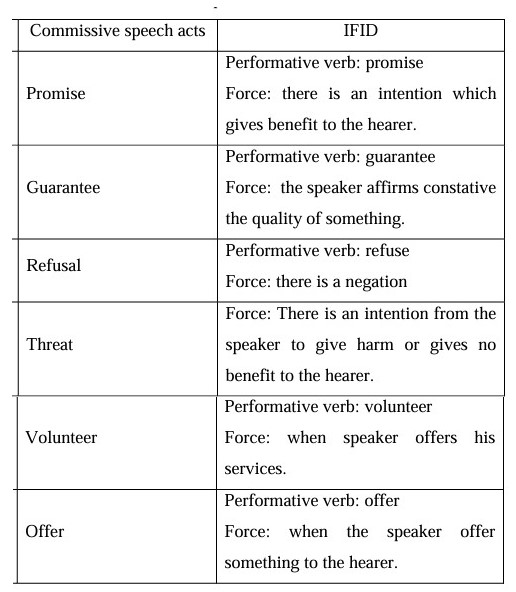 Commissive speech acts IFID
Promise
Performative verb: promise
Force: there is an intention which
gives benefit to the hearer.
Guarantee
Performative verb: guarantee
Force: the speaker affirms constative
the quality of something.
Refusal
Performative verb: refuse
Force: there is a negation
Threat
Force: There is an intention from the
speaker to give harm or gives no
benefit to the hearer.
Volunteer
Performative verb: volunteer
Force: when speaker offers his
services.
Offer
Performative verb: offer
Force: when the speaker offer
something to the hearer.